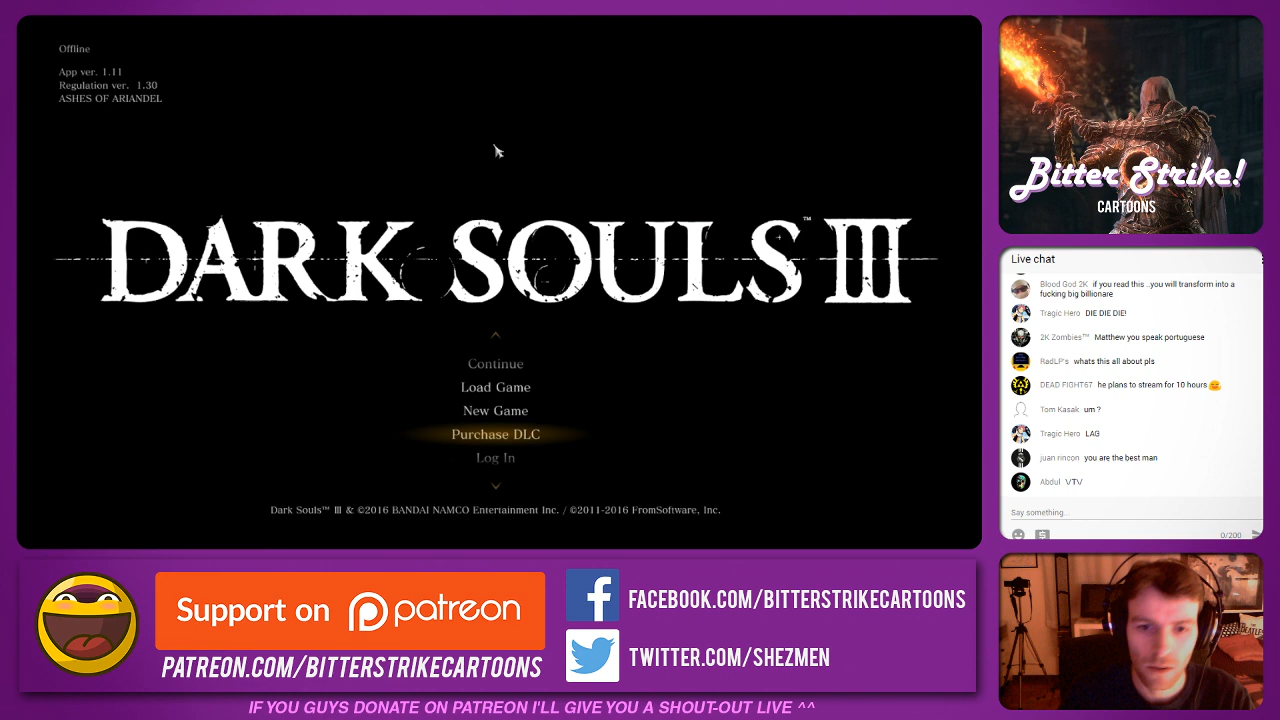 Offline
App ver. 1.11
Regulation ver. 1.30
ASHES OF ARIANDEL
DARK SOULS III
™
Continue
Load Game
New Game
Purchase DLC
Log In
Dark Souls™ III & ©2016 BANDAI NAMCO Entertainment Inc. / ©2011-2016 FromSoftware, Inc.
Bitter Strike!
CARTOONS
Live chat
Blood God 2K if you read this ..you will transform into a
fucking big billionare
Tragic Hero DIE DIE DIE!
2K Zombies™ Matthew you speak portuguese
RadLP's whats this all about pls
DEAD FIGHT67 he plans to stream for 10 hours
Tom Kasak um ?
Tragic Hero LAG
juan rincon you are the best man
Abdul \/T\/
Say something...
0/200
Support on patreon
PATREON.COM/BITTERSTRIKECARTOONS
FACEBOOK.COM/BITTERSTRIKECARTOONS
TWITTER.COM/SHEZMEN
IF YOU GUYS DONATE ON PATREON I'LL GIVE YOU A SHOUT-OUT LIVE ^^